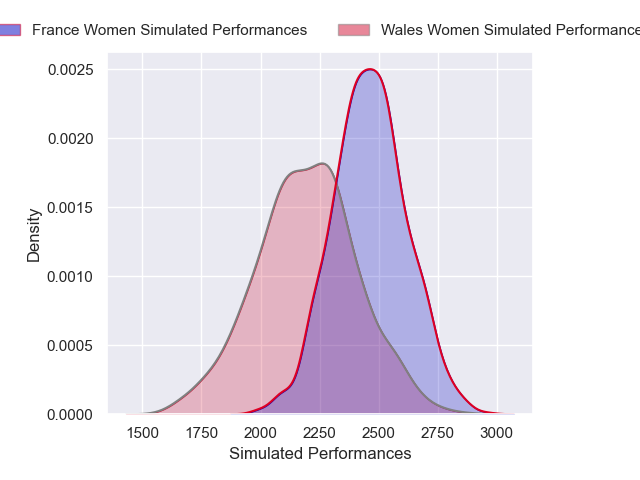 France Women Simulated Performances
Wales Women Simulated Performance
0.0025
0.0020
0.0015
0.0010
0.0005
0.0000
Density
1500 1750 2000 2250 2500 2750 3000
Simulated Performances